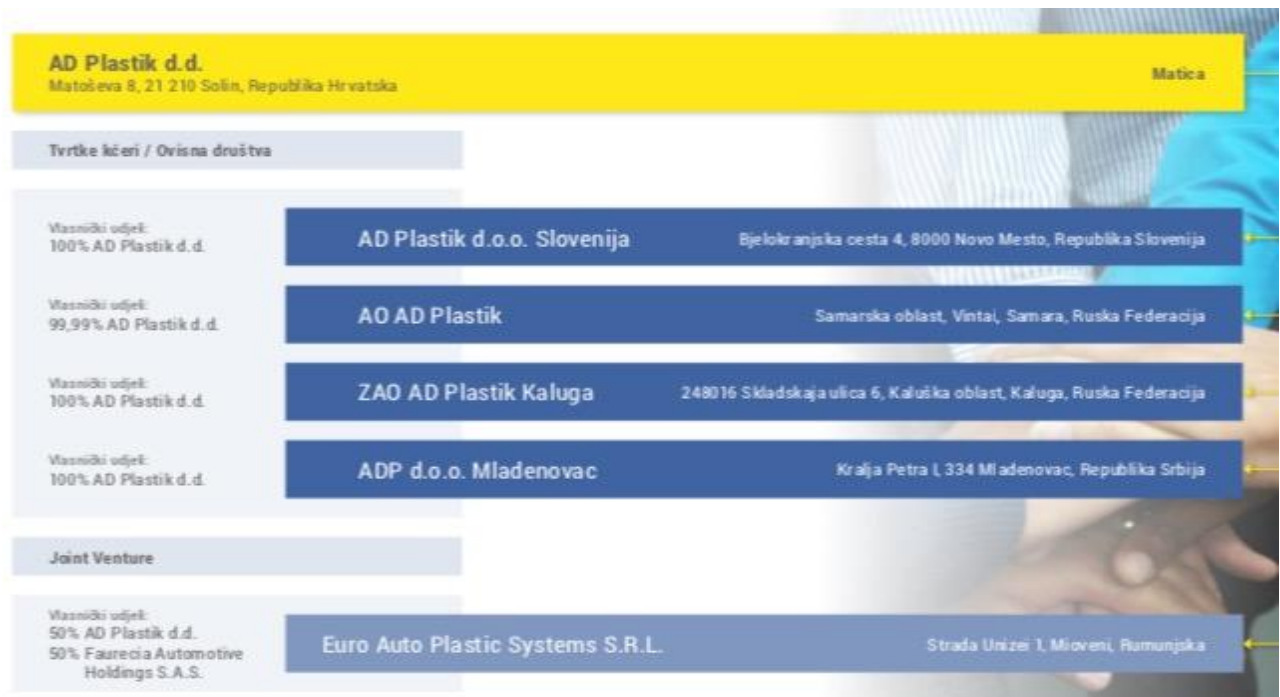 AD Plastik d.d.
Matoševa 8, 21 210 Solin, Republika Hrvatska
Matica
Tvrtke kćeri / Ovisna društva
Vlasnički udjel:
100% AD Plastik d.d.
AD Plastik d.o.o. Slovenija
Bjelokranjska cesta 4, 8000 Novo Mesto, Republika Slovenija
Vlasnički udjel:
99,99% AD Plastik d.d.
AO AD Plastik
Samarska oblast, Vintai, Samara, Ruska Federacija
Vlasnički udjel:
100% AD Plastik d.d.
ZAO AD Plastik Kaluga
248016 Skladskaja ulica 6, Kaluška oblast, Kaluga, Ruska Federacija
Vlasnički udjel:
100% AD Plastik d.d.
ADP d.o.o. Mladenovac
Kralja Petra I, 334 Mladenovac, Republika Srbija
Joint Venture
Vlasnički udjel:
50% AD Plastik d.d.
50% Faurecia Automotive
Holdings S.A.S.
Euro Auto Plastic Systems S.R.L.
Strada Unizei 1, Mioveni, Rumunjska